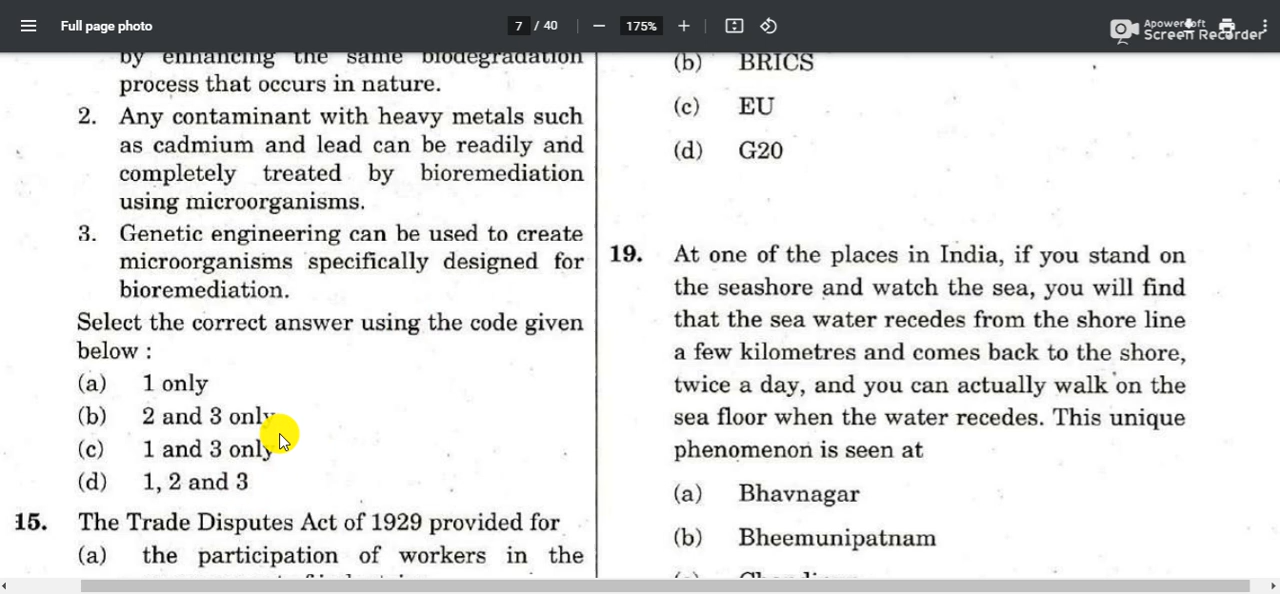 Full page photo
7 / 40
175%
Apowersoft
Screen Recorder
by enhancing the same biodegradation
process that occurs in nature.
2. Any contaminant with heavy metals such
as cadmium and lead can be readily and
completely treated by bioremediation
using microorganisms.
3. Genetic engineering can be used to create
microorganisms specifically designed for
bioremediation.
Select the correct answer using the code given
below :
(a) 1 only
(b) 2 and 3 only
(c) 1 and 3 only
(d) 1, 2 and 3
15. The Trade Disputes Act of 1929 provided for
(a) the participation of workers in the
(b) BRICS
(c) EU
(d) G20
19. At one of the places in India, if you stand on
the seashore and watch the sea, you will find
that the sea water recedes from the shore line
a few kilometres and comes back to the shore,
twice a day, and you can actually walk on the
sea floor when the water recedes. This unique
phenomenon is seen at
(a) Bhavnagar
(b) Bheemunipatnam